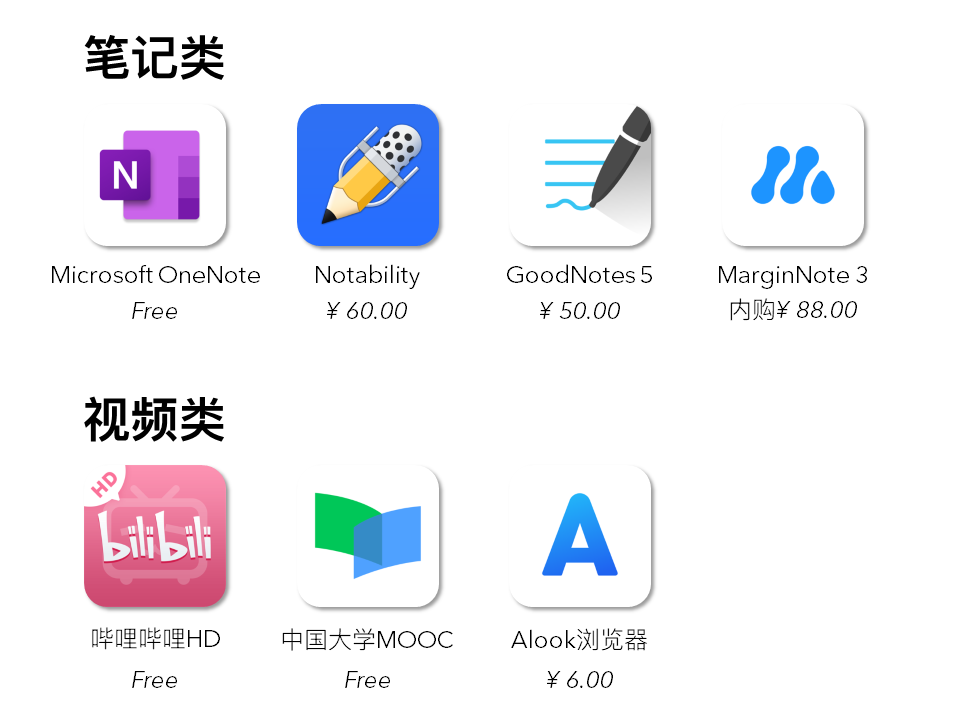 笔记类
N
Microsoft OneNote
Free
Notability
¥ 60.00
GoodNotes 5
¥ 50.00
MarginNote 3
内购¥ 88.00
视频类
HD
bilibili
哔哩哔哩HD
Free
中国大学MOOC
Free
A
Alook浏览器
¥ 6.00